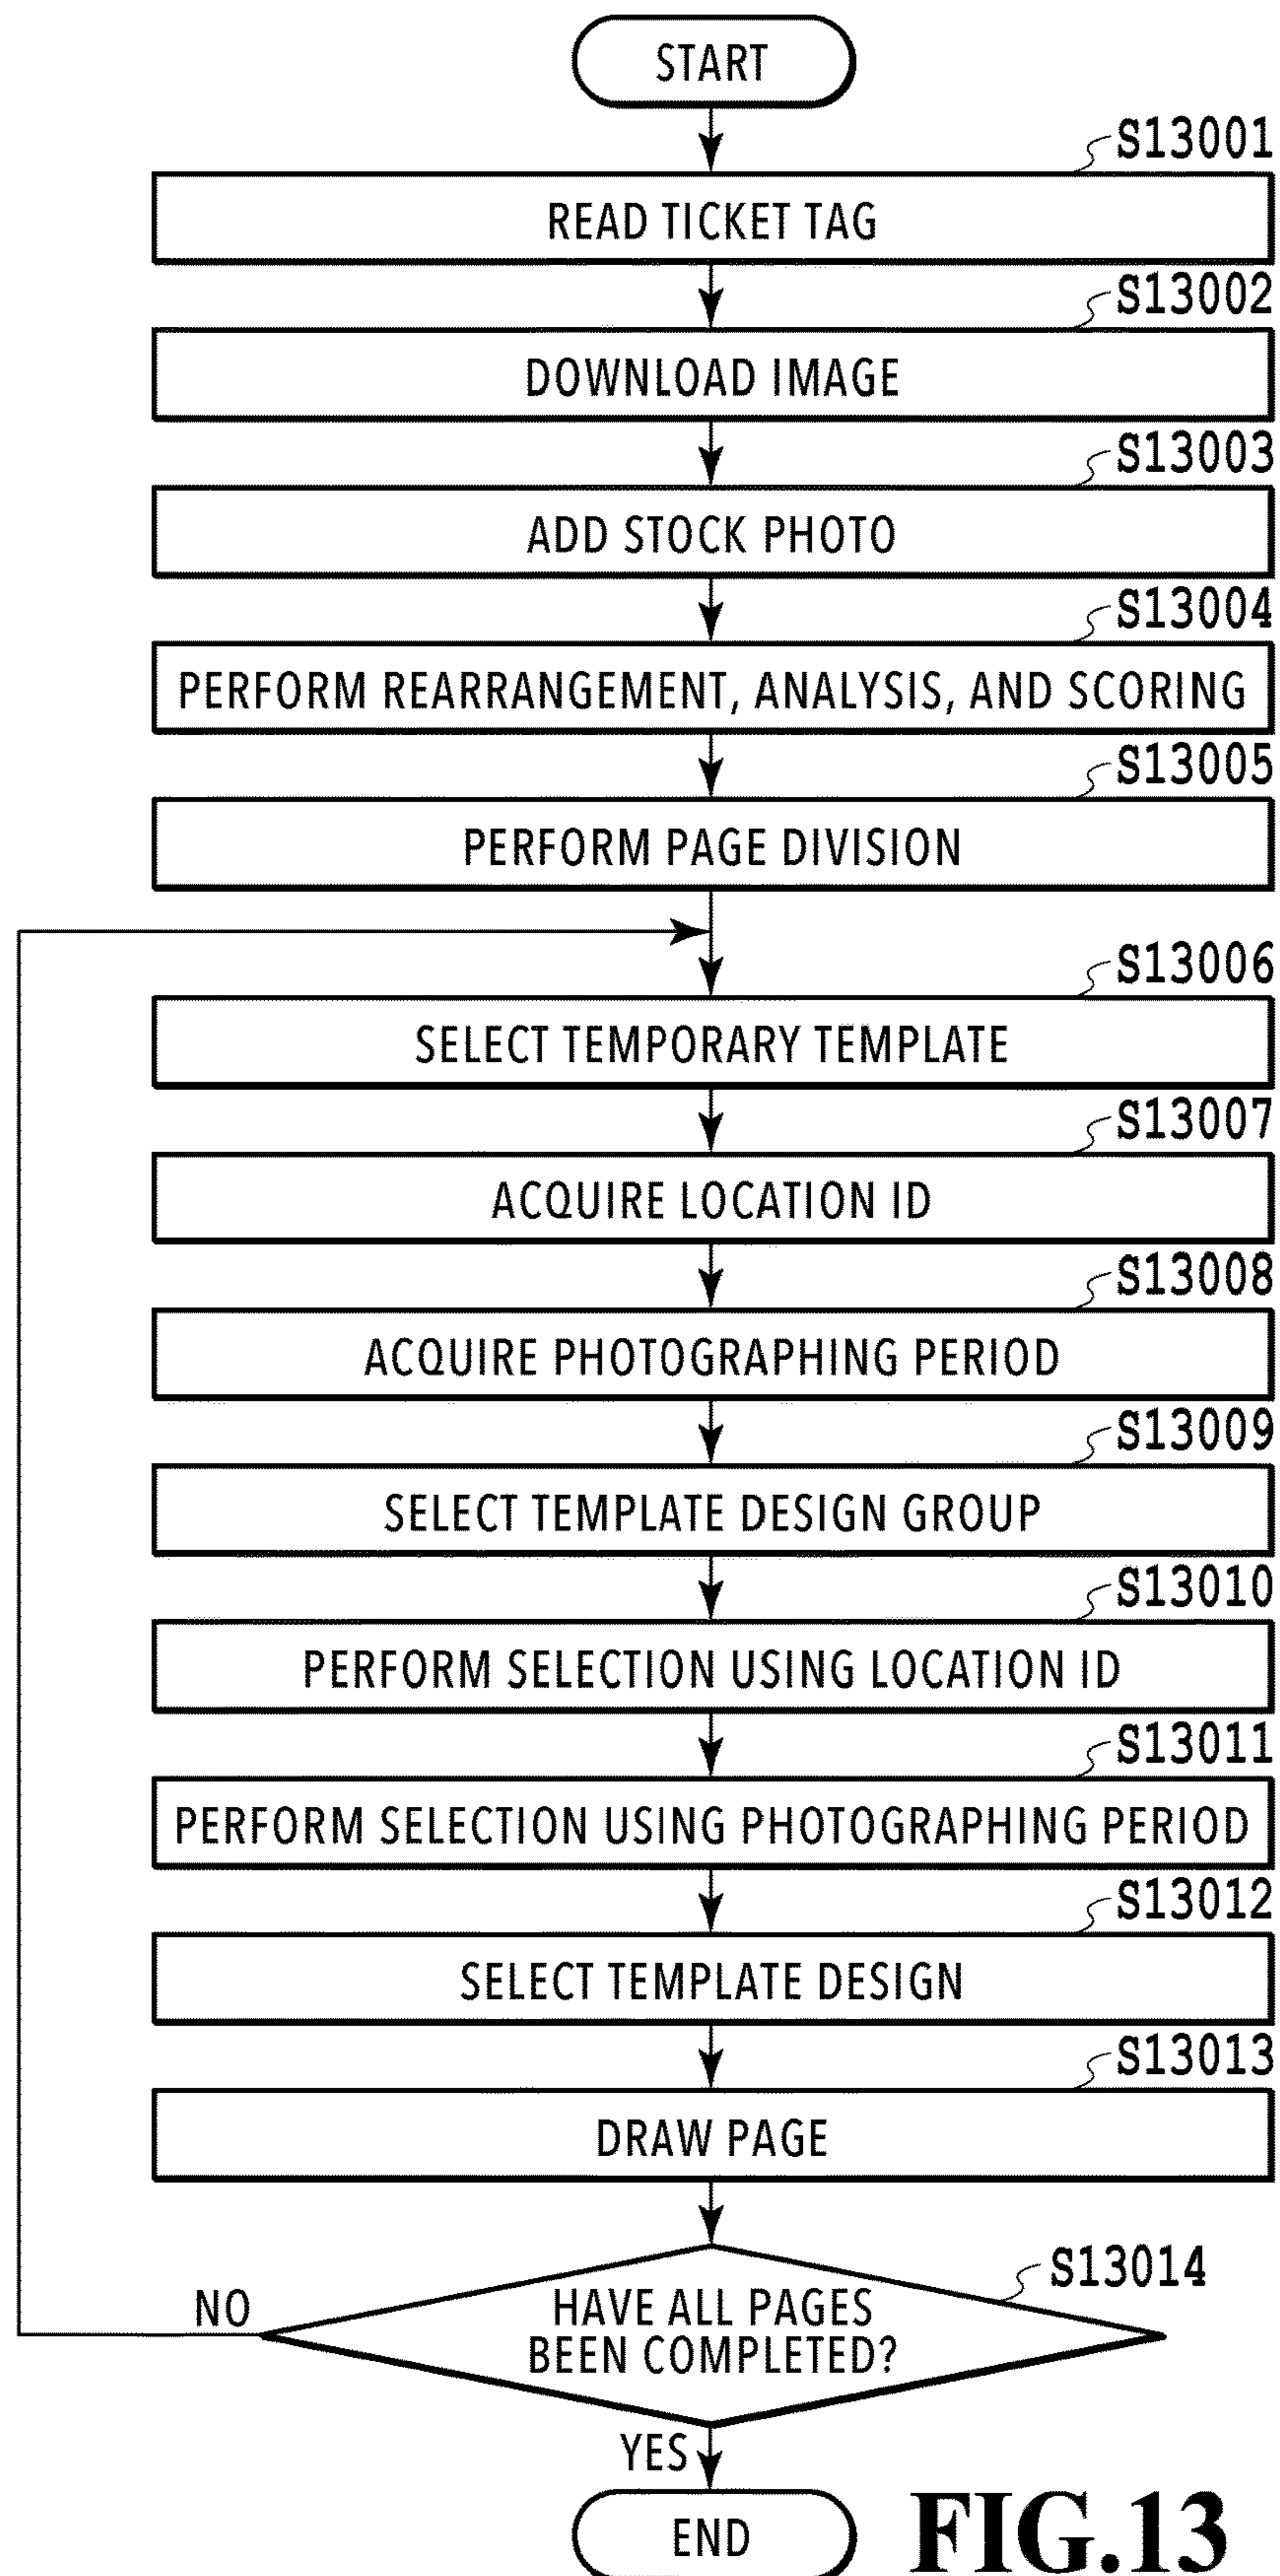 START
S13001
READ TICKET TAG
S13002
DOWNLOAD IMAGE
S13003
ADD STOCK PHOTO
S13004
PERFORM REARRANGEMENT, ANALYSIS, AND SCORING
S13005
PERFORM PAGE DIVISION
S13006
SELECT TEMPORARY TEMPLATE
S13007
ACQUIRE LOCATION ID
S13008
ACQUIRE PHOTOGRAPHING PERIOD
S13009
SELECT TEMPLATE DESIGN GROUP
S13010
PERFORM SELECTION USING LOCATION ID
S13011
PERFORM SELECTION USING PHOTOGRAPHING PERIOD
S13012
SELECT TEMPLATE DESIGN
S13013
DRAW PAGE
S13014
HAVE ALL PAGES
BEEN COMPLETED?
NO
YES
END
FIG.13